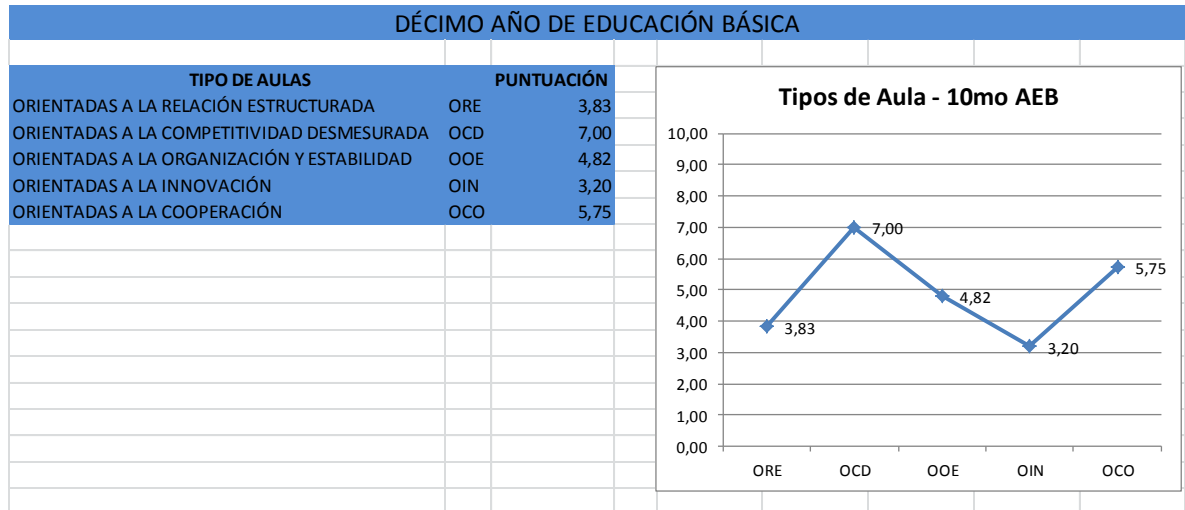 DÉCIMO AÑO DE EDUCACIÓN BÁSICA
TIPO DE AULAS PUNTUACIÓN
ORIENTADAS A LA RELACIÓN ESTRUCTURADA ORE 3,83
ORIENTADAS A LA COMPETITIVIDAD DESMESURADA OCD 7,00
ORIENTADAS A LA ORGANIZACIÓN Y ESTABILIDAD OOE 4,82
ORIENTADAS A LA INNOVACIÓN OIN 3,20
ORIENTADAS A LA COOPERACIÓN OCO 5,75
Tipos de Aula - 10mo AEB
10,00
9,00
8,00
7,00
6,00
5,00
4,00
3,00
2,00
1,00
0,00
3,83
7,00
4,82
3,20
5,75
ORE OCD OOE OIN OCO